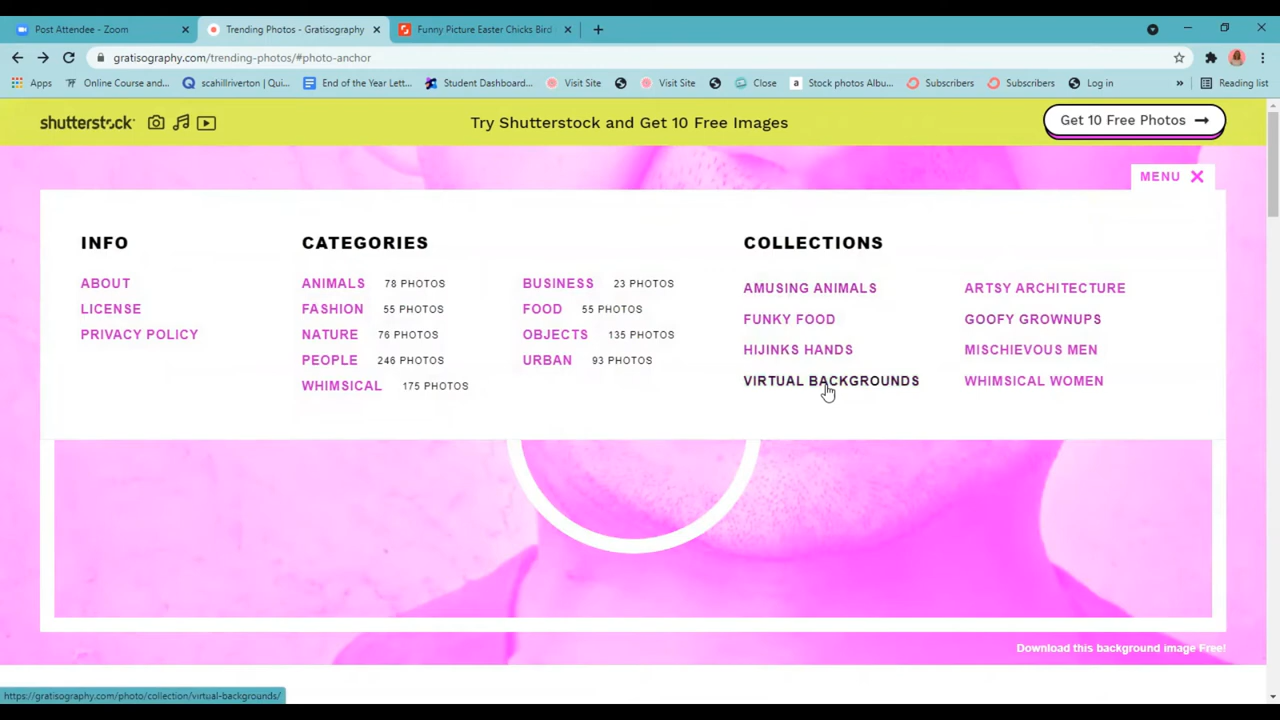 Post Attendee - Zoom
Trending Photos - Gratisography
Funny Picture Easter Chicks Bird
gratisography.com/trending-photos/#photo-anchor
Apps
Online Course and...
scahillriverton | Qui...
End of the Year Lett...
Student Dashboard...
Visit Site
Visit Site
Close
Stock photos Albu...
Subscribers
Subscribers
Log in
»
Reading list
shutterstock
Try Shutterstock and Get 10 Free Images
Get 10 Free Photos →
MENU X
INFO
ABOUT
LICENSE
PRIVACY POLICY
CATEGORIES
ANIMALS 78 PHOTOS
FASHION 55 PHOTOS
NATURE 76 PHOTOS
PEOPLE 246 PHOTOS
WHIMSICAL 175 PHOTOS
BUSINESS 23 PHOTOS
FOOD 55 PHOTOS
OBJECTS 135 PHOTOS
URBAN 93 PHOTOS
COLLECTIONS
AMUSING ANIMALS
FUNKY FOOD
HIJINKS HANDS
VIRTUAL BACKGROUNDS
ARTSY ARCHITECTURE
GOOFY GROWNUPS
MISCHIEVOUS MEN
WHIMSICAL WOMEN
Download this background image Free!
https://gratisography.com/photo/collection/virtual-backgrounds/